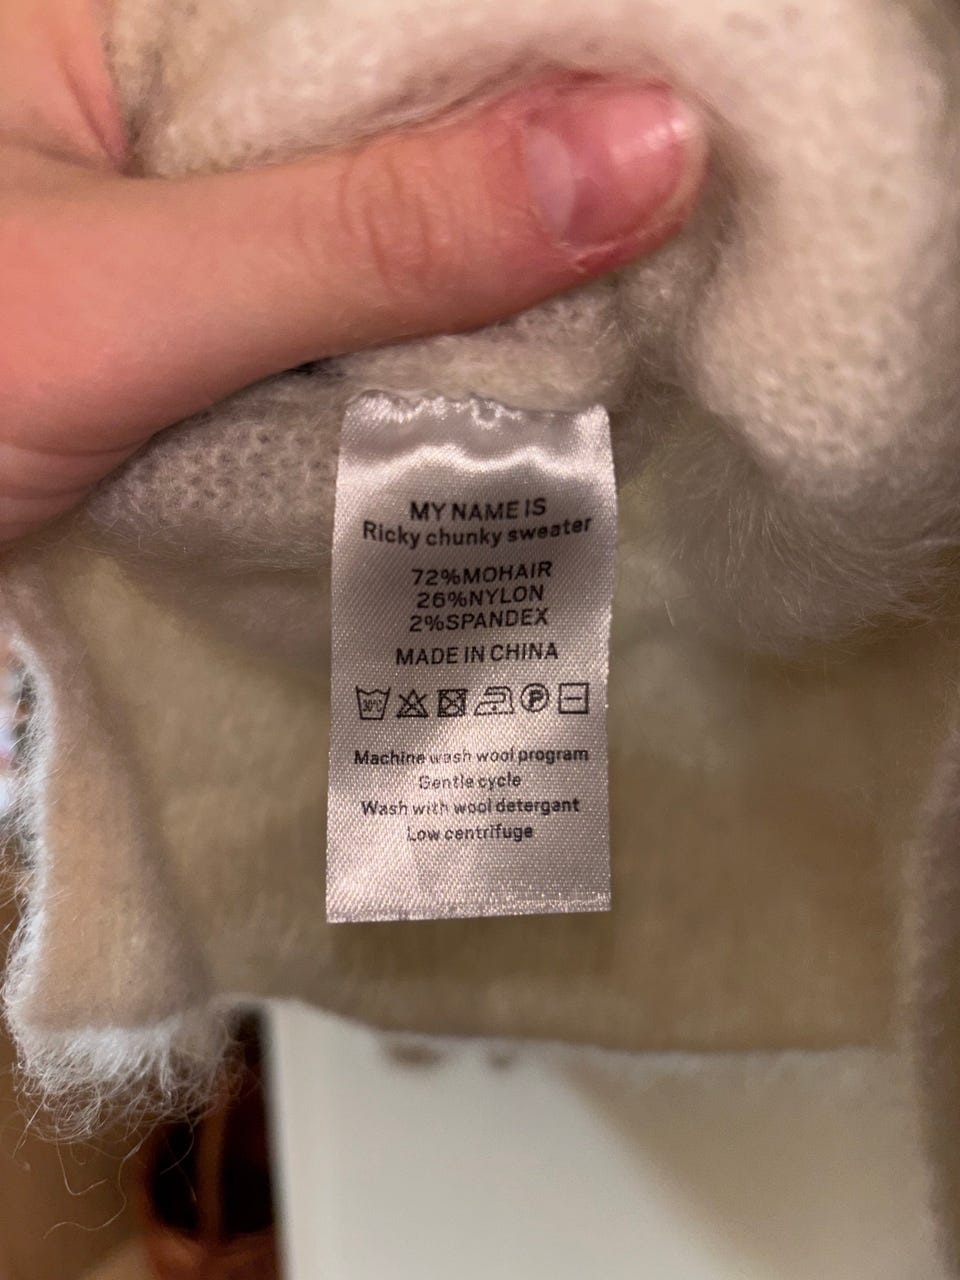 MY NAME IS
Ricky chunky sweater
72%MOHAIR
26%NYLON
2%SPANDEX
MADE IN CHINA
30°C P
Machine wash wool program
Gentle cycle
Wash with wool detergant
Low centrifuge